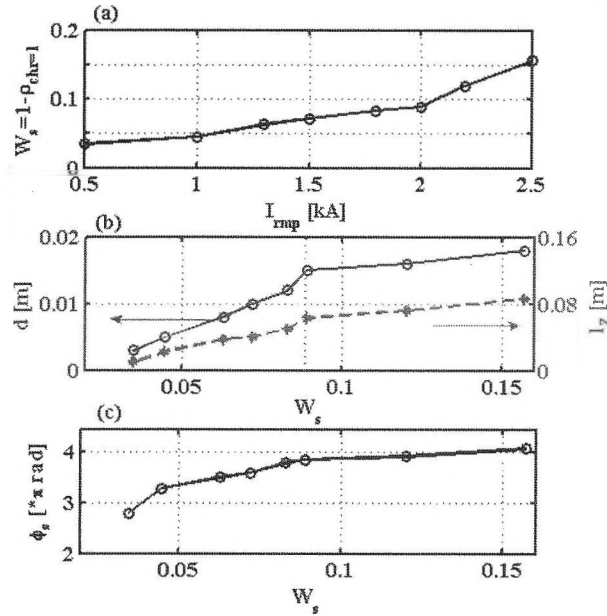 (a)
W_s=1-ρ_chr=1
0.2
0.1
0
0.5 1 1.5 2 2.5
I_rmp [kA]
(b)
d [m]
0.02
0.01
0
0.16
0.08
0
l_z [m]
0.05 0.1 0.15
W_s
(c)
ϕ_s [*π rad]
4
3
2
0.05 0.1 0.15
W_s